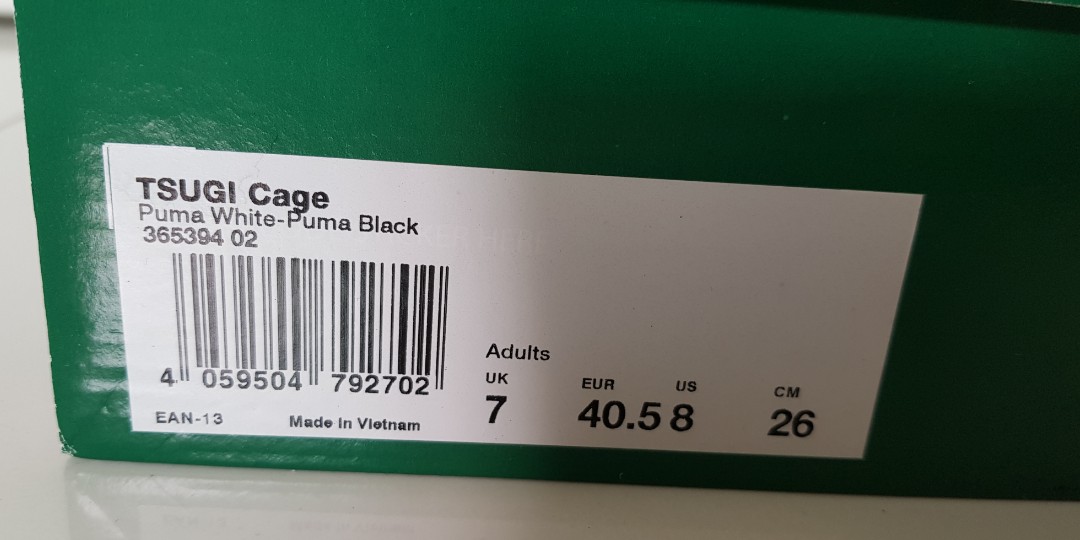 TSUGI Cage
Puma White-Puma Black
365394 02
4 059504 792702
EAN-13 Made in Vietnam
Adults
UK EUR US CM
7 40.5 8 26